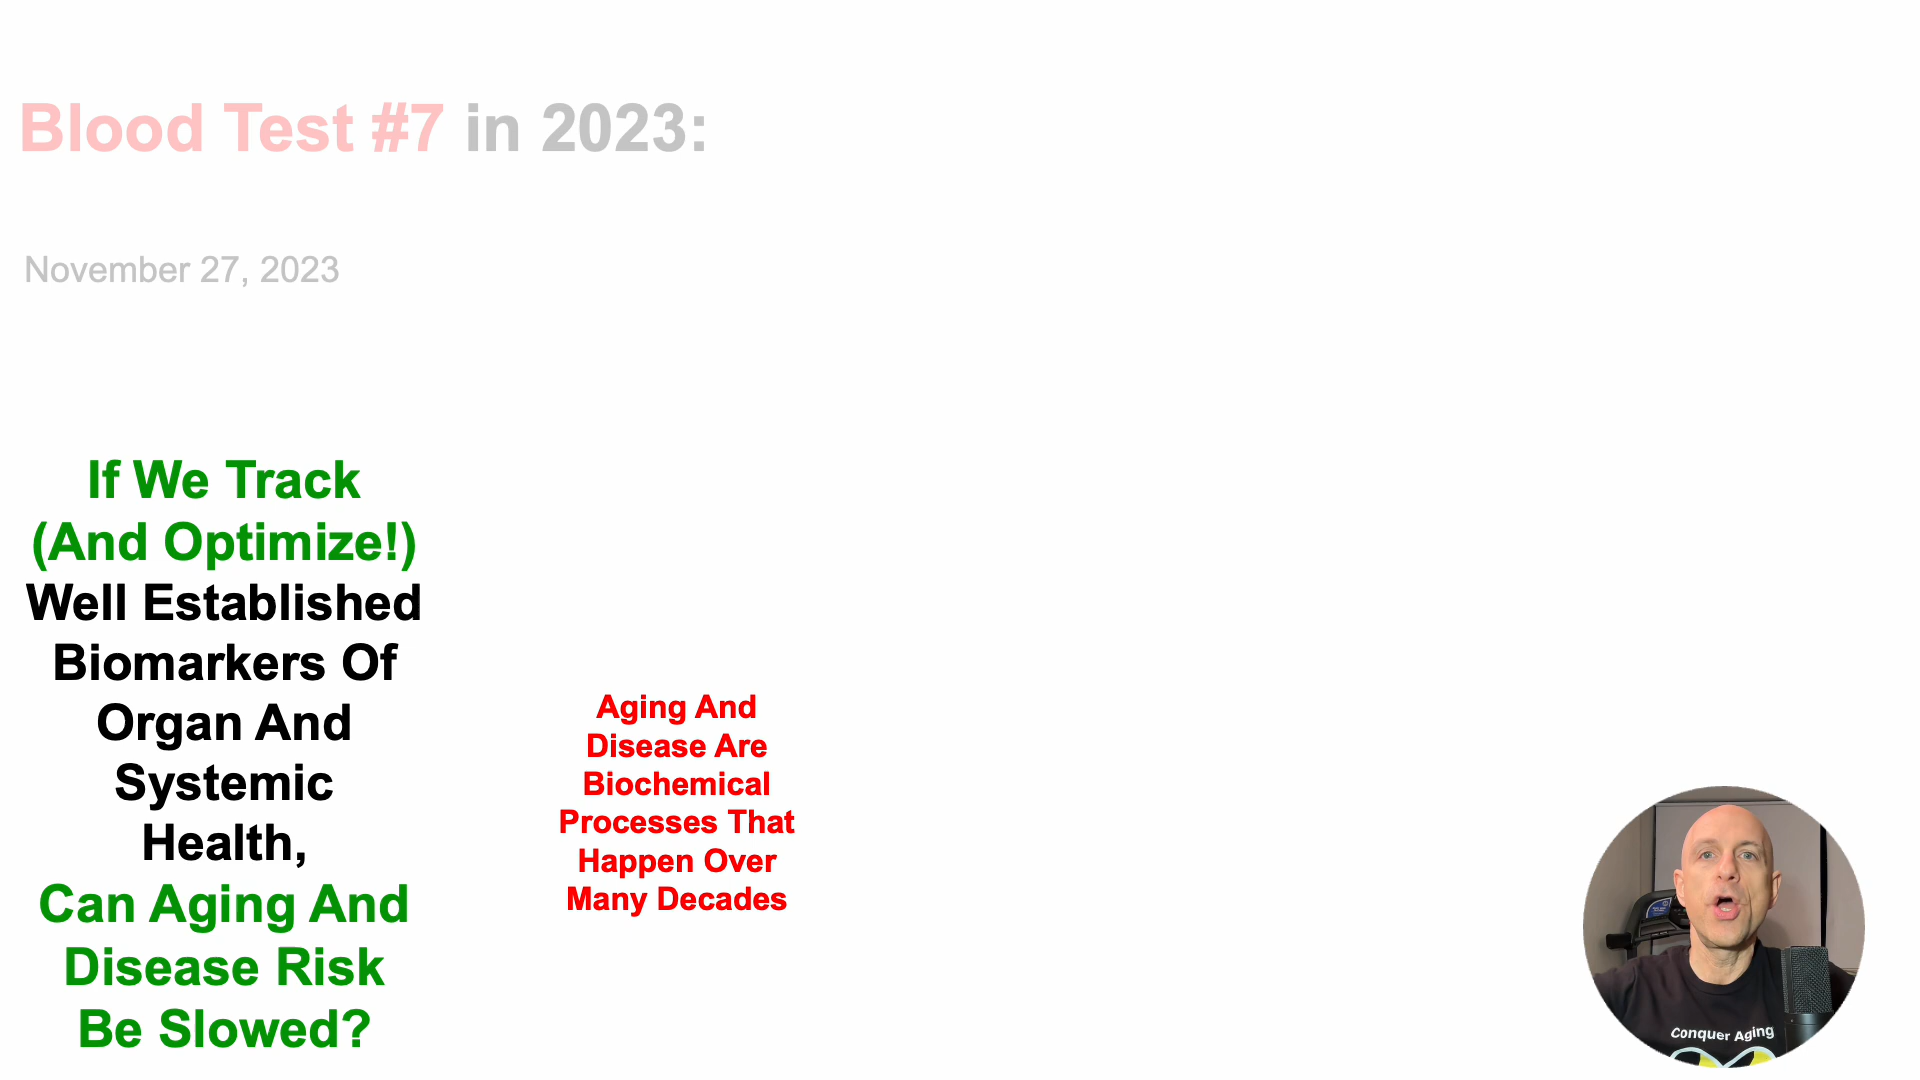 Blood Test #7 in 2023:
November 27, 2023
If We Track
(And Optimize!)
Well Established
Biomarkers Of
Organ And
Systemic
Health,
Can Aging And
Disease Risk
Be Slowed?
Aging And
Disease Are
Biochemical
Processes That
Happen Over
Many Decades
Conquer Aging